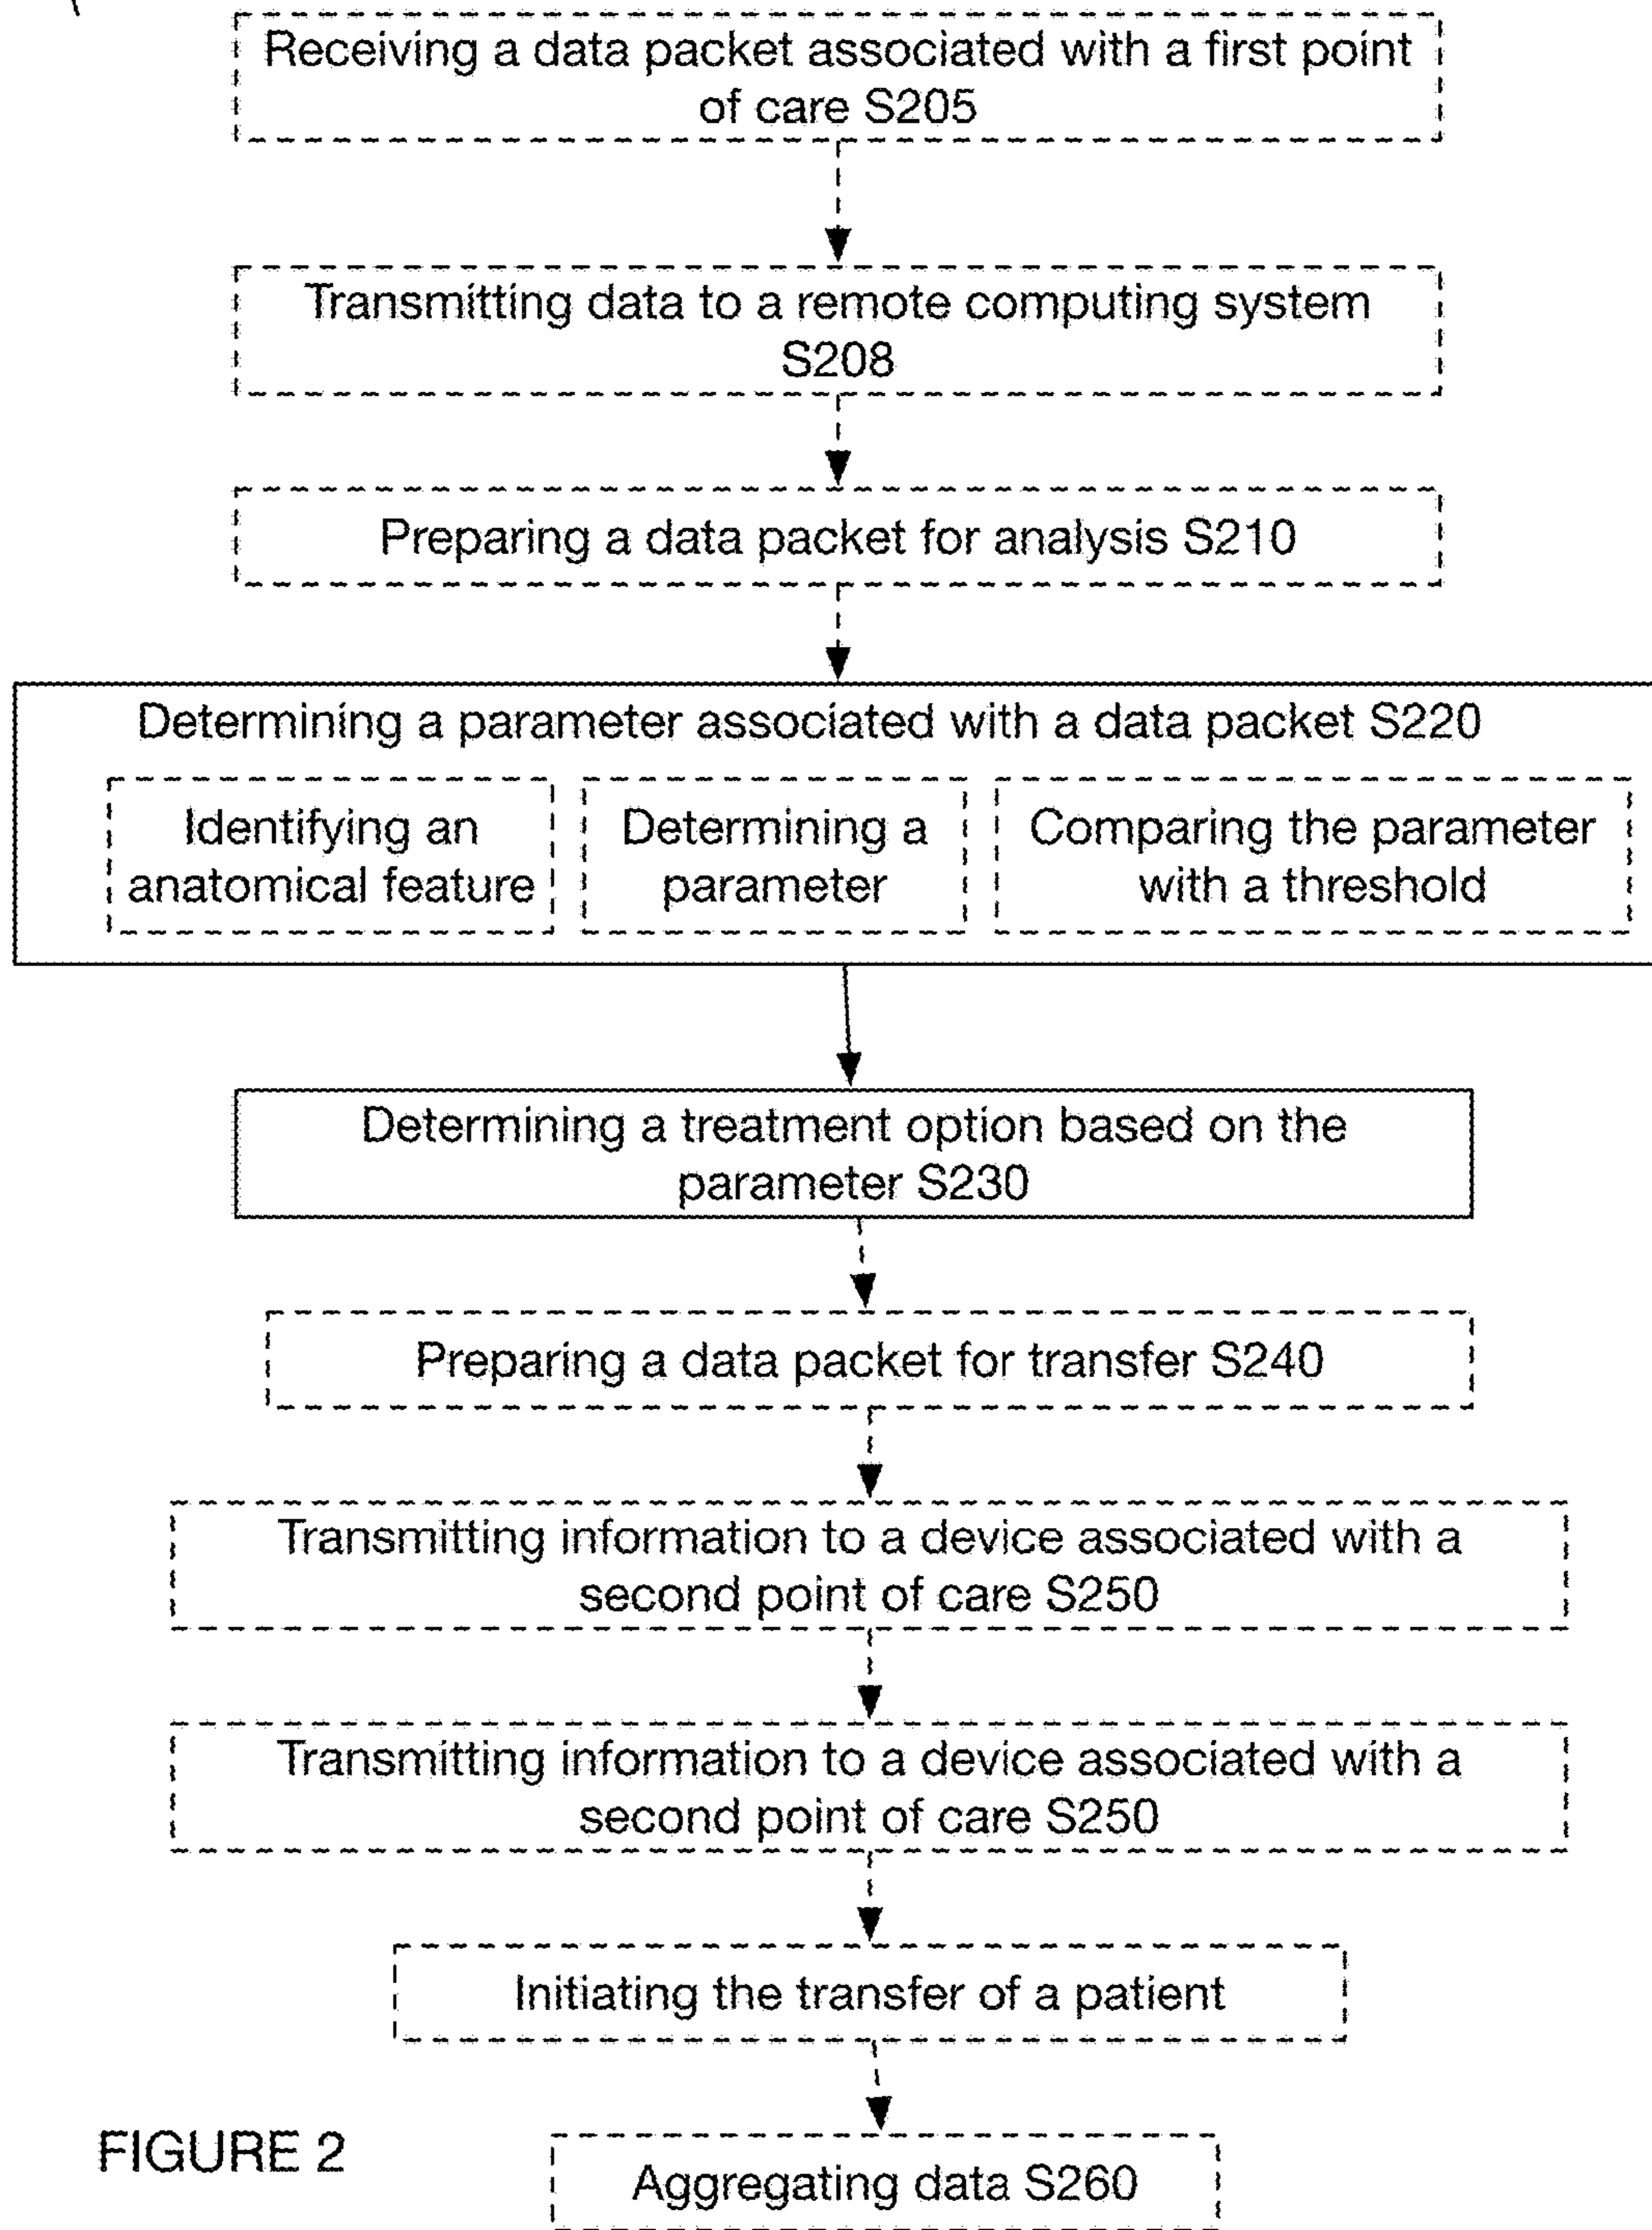 Receiving a data packet associated with a first point
of care S205
Transmitting data to a remote computing system
S208
Preparing a data packet for analysis S210
Determining a parameter associated with a data packet S220
Identifying an
anatomical feature
Determining a
parameter
Comparing the parameter
with a threshold
Determining a treatment option based on the
parameter S230
Preparing a data packet for transfer S240
Transmitting information to a device associated with a
second point of care S250
Transmitting information to a device associated with a
second point of care S250
Initiating the transfer of a patient
Aggregating data S260
FIGURE 2